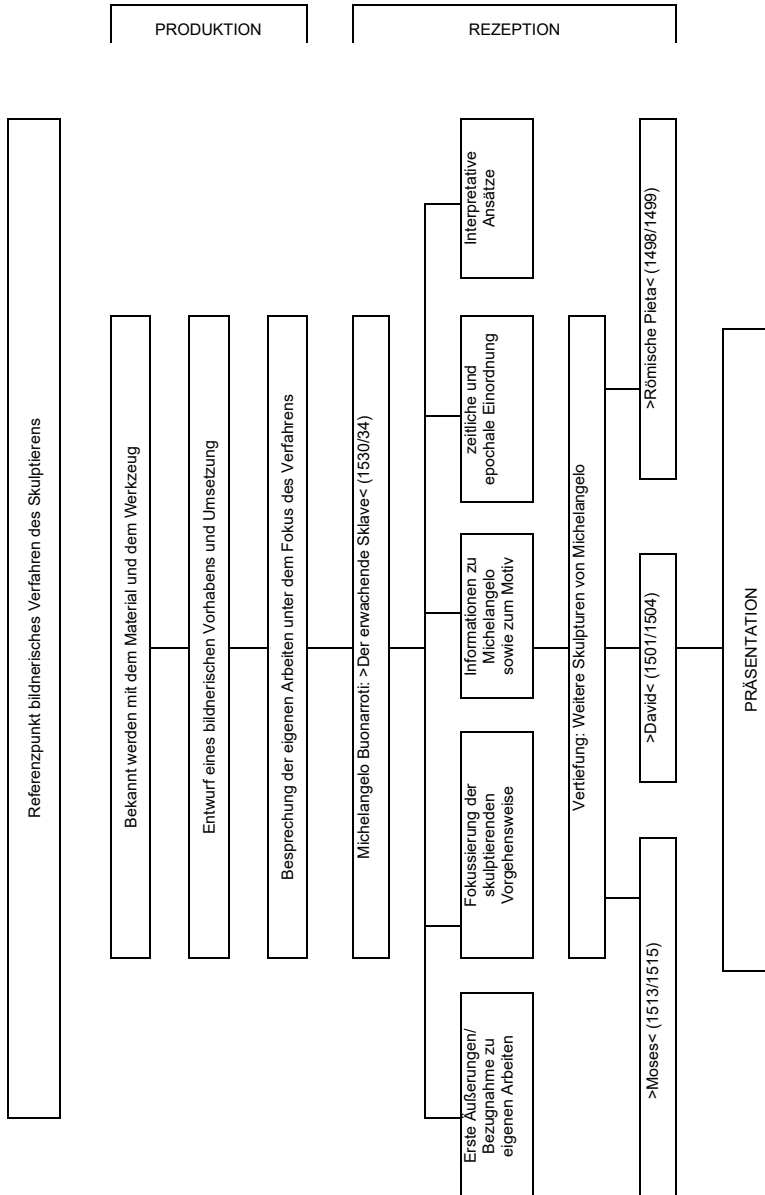 PRODUKTION
REZEPTION
Referenzpunkt bildnerisches Verfahren des Skulptierens
Bekannt werden mit dem Material und dem Werkzeug
Entwurf eines bildnerischen Vorhabens und Umsetzung
Besprechung der eigenen Arbeiten unter dem Fokus des Verfahrens
Michelangelo Buonarroti: >Der erwachende Sklave< (1530/34)
Erste Äußerungen/
Bezugnahme zu
eigenen Arbeiten
Fokussierung der
skulptierenden
Vorgehensweise
Informationen zu
Michelangelo
sowie zum Motiv
zeitliche und
epochale Einordnung
Interpretative
Ansätze
Vertiefung: Weitere Skulpturen von Michelangelo
>Moses< (1513/1515)
>David< (1501/1504)
>Römische Pieta< (1498/1499)
PRÄSENTATION